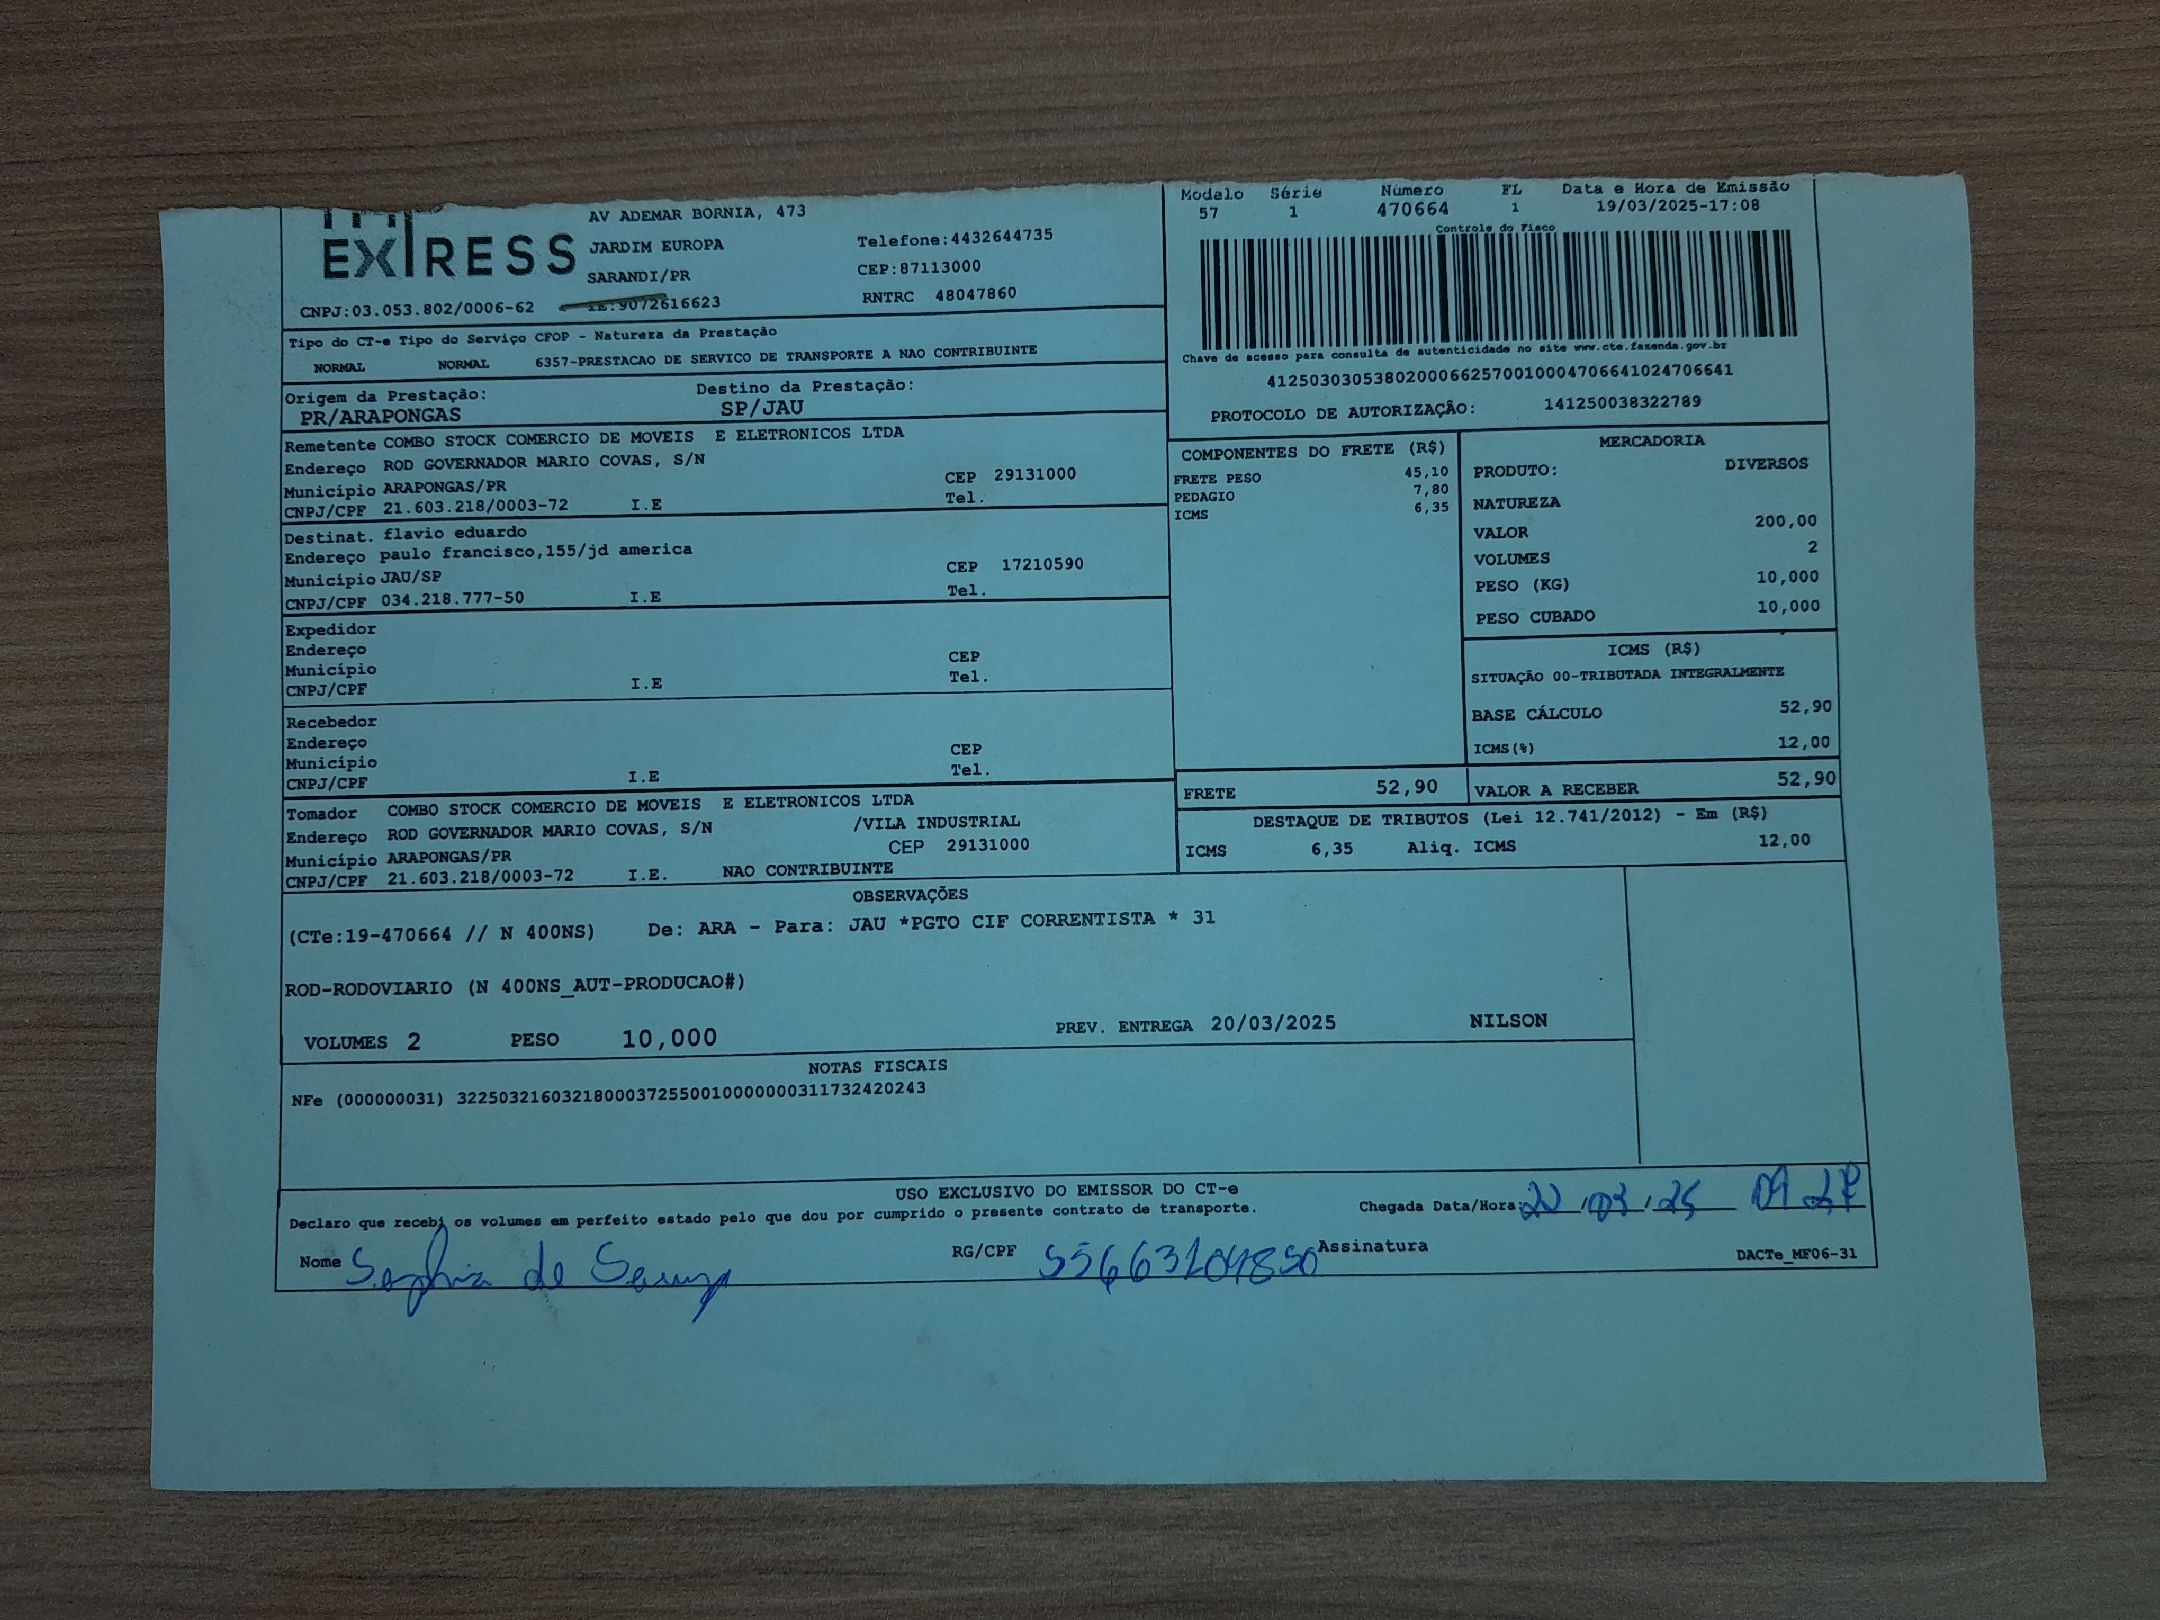 EXPRESS
AV ADEMAR BORNIA, 473
JARDIM EUROPA
SARANDI/PR
Telefone:4432644735
CEP:87113000
RNTRC 48047860
CNPJ:03.053.802/0006-62 IE:9072616623
Modelo Série Número FL Data e Hora de Emissão
57 1 470664 1 19/03/2025-17:08
Controle do Fisco
Chave de acesso para consulta de autenticidade no site www.cte.fazenda.gov.br
41250303053802000662570010004706641024706641
PROTOCOLO DE AUTORIZAÇÃO: 141250038322789
Tipo do CT-e Tipo do Serviço CFOP - Natureza da Prestação
NORMAL NORMAL 6357-PRESTACAO DE SERVICO DE TRANSPORTE A NAO CONTRIBUINTE
Origem da Prestação: Destino da Prestação:
PR/ARAPONGAS SP/JAU
Remetente COMBO STOCK COMERCIO DE MOVEIS E ELETRONICOS LTDA
Endereço ROD GOVERNADOR MARIO COVAS, S/N
Município ARAPONGAS/PR CEP 29131000
CNPJ/CPF 21.603.218/0003-72 I.E Tel.
Destinat. flavio eduardo
Endereço paulo francisco,155/jd america
Município JAU/SP CEP 17210590
CNPJ/CPF 034.218.777-50 I.E Tel.
Expedidor
Endereço
Município CEP
CNPJ/CPF I.E Tel.
Recebedor
Endereço
Município CEP
CNPJ/CPF I.E Tel.
Tomador COMBO STOCK COMERCIO DE MOVEIS E ELETRONICOS LTDA
Endereço ROD GOVERNADOR MARIO COVAS, S/N /VILA INDUSTRIAL
Município ARAPONGAS/PR CEP 29131000
CNPJ/CPF 21.603.218/0003-72 I.E. NAO CONTRIBUINTE
COMPONENTES DO FRETE (R$)
FRETE PESO 45,10
PEDAGIO 7,80
ICMS 6,35
MERCADORIA
PRODUTO: DIVERSOS
NATUREZA
VALOR 200,00
VOLUMES 2
PESO (KG) 10,000
PESO CUBADO 10,000
ICMS (R$)
SITUAÇÃO 00-TRIBUTADA INTEGRALMENTE
BASE CÁLCULO 52,90
ICMS(%) 12,00
FRETE 52,90 VALOR A RECEBER 52,90
DESTAQUE DE TRIBUTOS (Lei 12.741/2012) - Em (R$)
ICMS 6,35 Aliq. ICMS 12,00
OBSERVAÇÕES
(CTe:19-470664 // N 400NS) De: ARA - Para: JAU *PGTO CIF CORRENTISTA * 31
ROD-RODOVIARIO (N 400NS_AUT-PRODUCAO#)
VOLUMES 2 PESO 10,000 PREV. ENTREGA 20/03/2025 NILSON
NOTAS FISCAIS
NFe (000000031) 32250321603218000372550010000000311732420243
USO EXCLUSIVO DO EMISSOR DO CT-e
Declaro que recebi os volumes em perfeito estado pelo que dou por cumprido o presente contrato de transporte.
Chegada Data/Hora:
Nome Sophia de RG/CPF 55663104850 Assinatura
DACTe_MF06-31